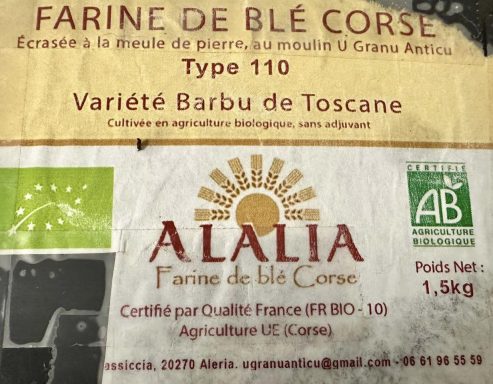 FARINE DE BLÉ CORSE
Écrasée à la meule de pierre, au moulin U Granu Anticu
Type 110
Variété Barbu de Toscane
Cultivée en agriculture biologique, sans adjuvant
CERTIFIÉ
AB
AGRICULTURE
BIOLOGIQUE
ALALIA
Farine de blé Corse
Poids Net :
1,5kg
Certifié par Qualité France (FR BIO - 10)
Agriculture UE (Corse)
assiccia, 20270 Aleria. ugranuanticu@gmail.com - 06 61 96 55 59